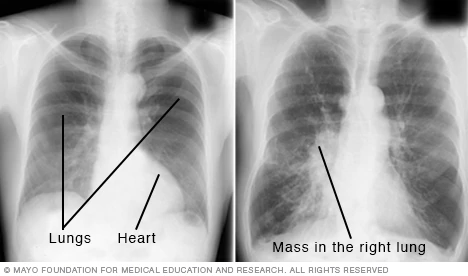 Lungs
Heart
Mass in the right lung
© MAYO FOUNDATION FOR MEDICAL EDUCATION AND RESEARCH. ALL RIGHTS RESERVED.